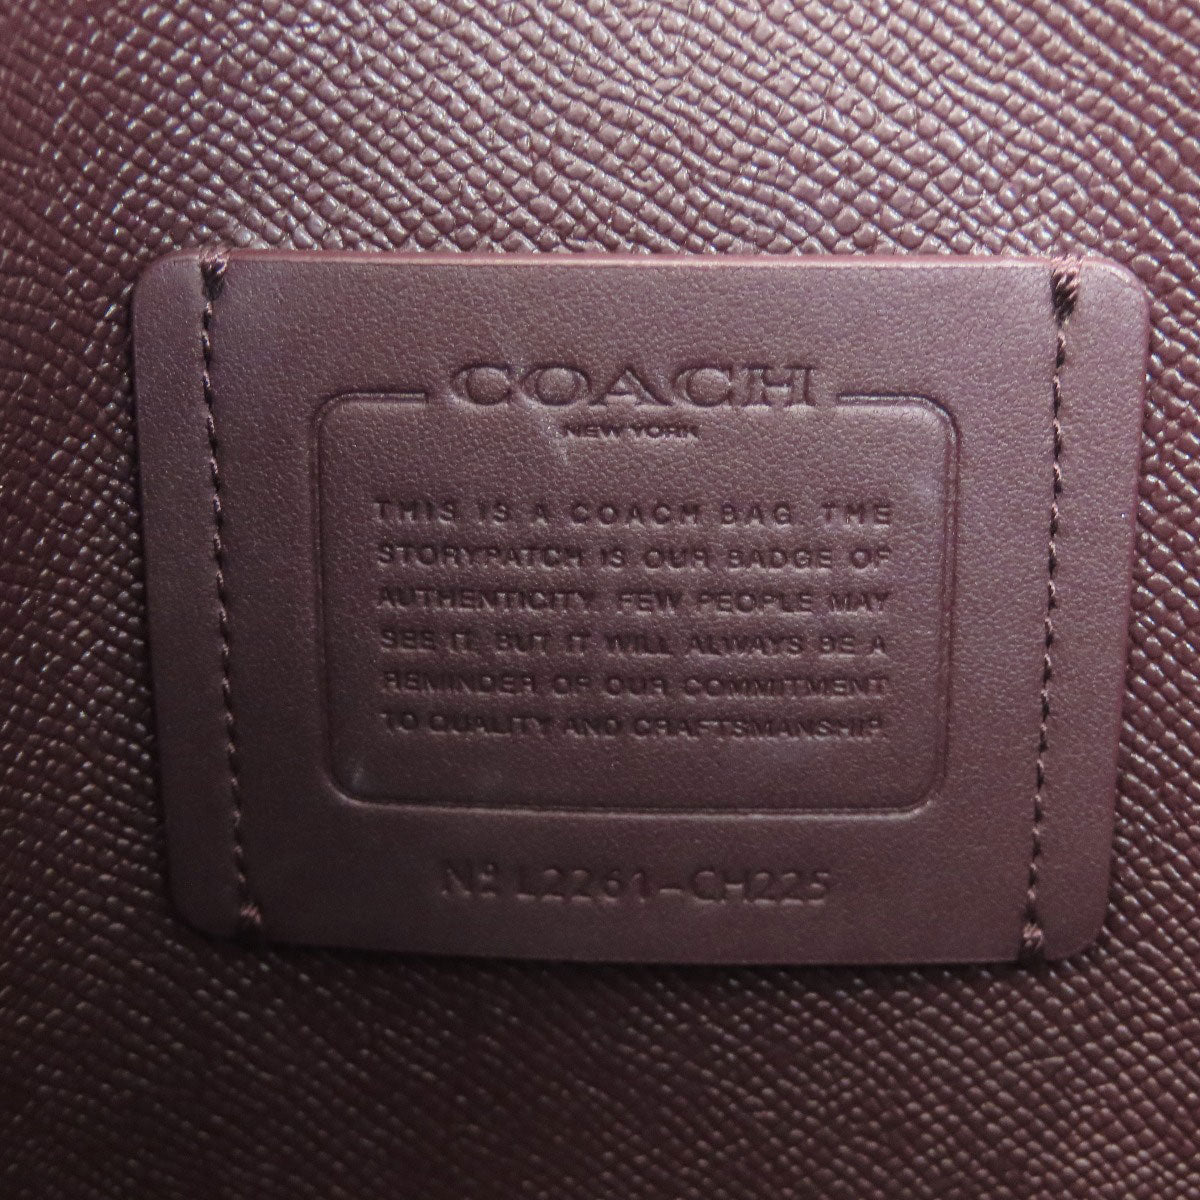 COACH
NEW YORK
THIS IS A COACH BAG. THE
STORYPATCH IS OUR BADGE OF
AUTHENTICITY. FEW PEOPLE MAY
SEE IT, BUT IT WILL ALWAYS BE A
REMINDER OF OUR COMMITMENT
TO QUALITY AND CRAFTSMANSHIP.
Nº L2261-CH225